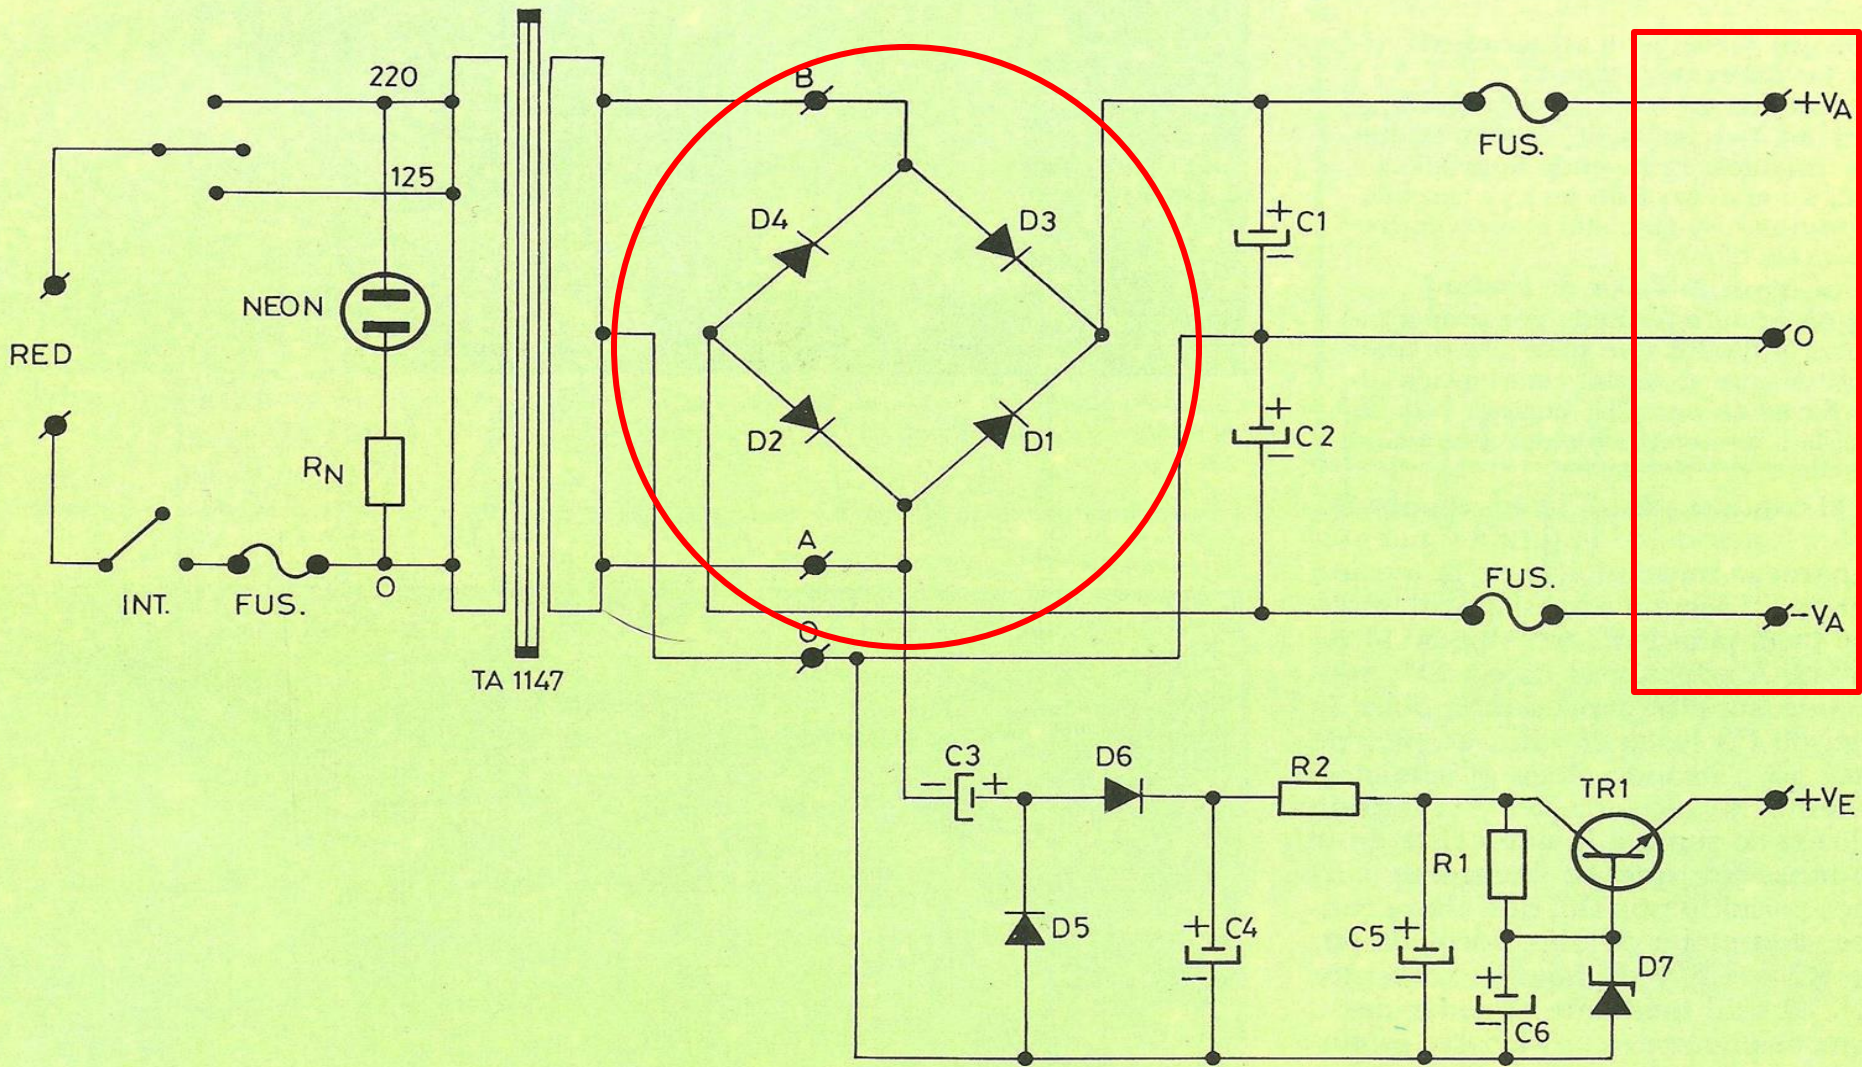 220
125
NEON
RED
RN
INT.
FUS.
O
TA 1147
B
D4
D3
D2
D1
A
O
+
C1
−
+
C2
−
FUS.
+VA
O
FUS.
−VA
− C3 +
D6
R2
TR1
+VE
R1
D5
+
C4
−
C5
+
−
+
C6
−
D7